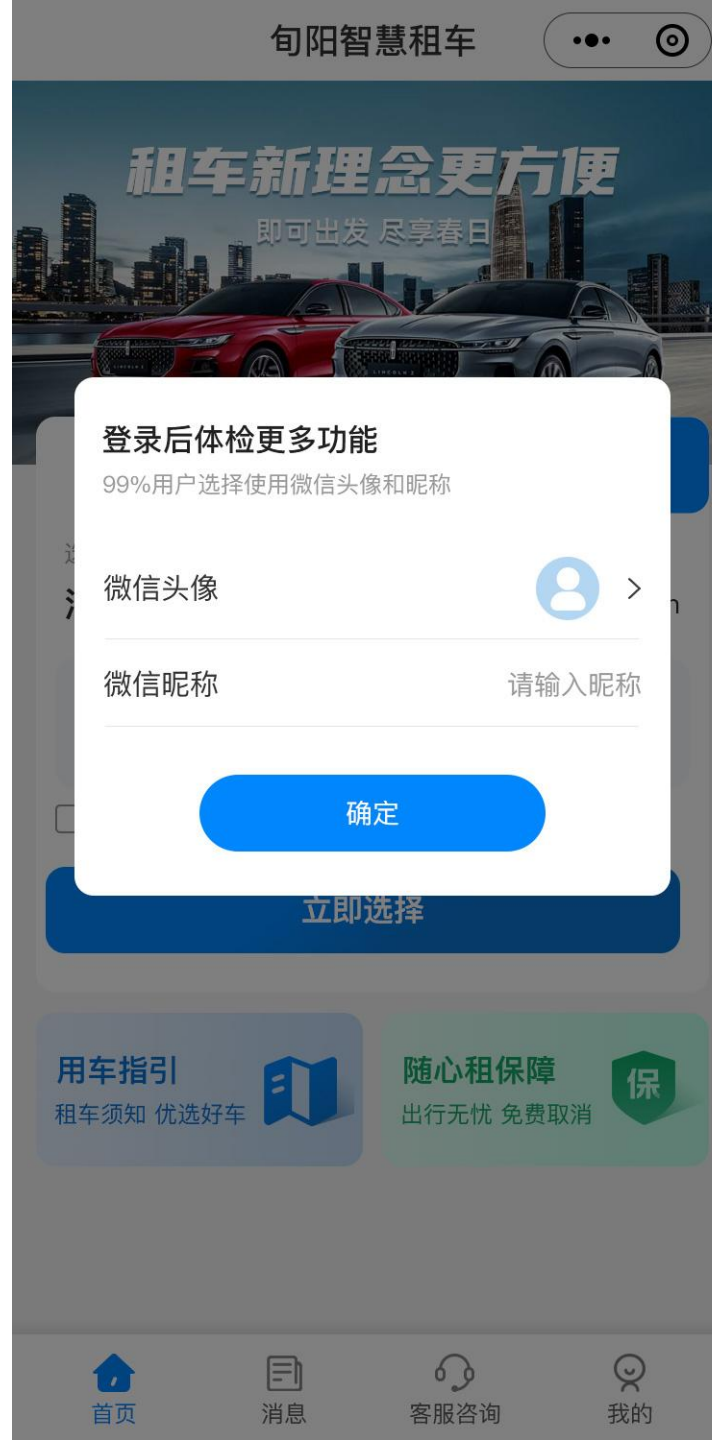 旬阳智慧租车
租车新理念更方便
即可出发 尽享春日
登录后体检更多功能
99%用户选择使用微信头像和昵称
微信头像
微信昵称
请输入昵称
确定
立即选择
用车指引
租车须知 优选好车
随心租保障
出行无忧 免费取消
保
首页
消息
客服咨询
我的